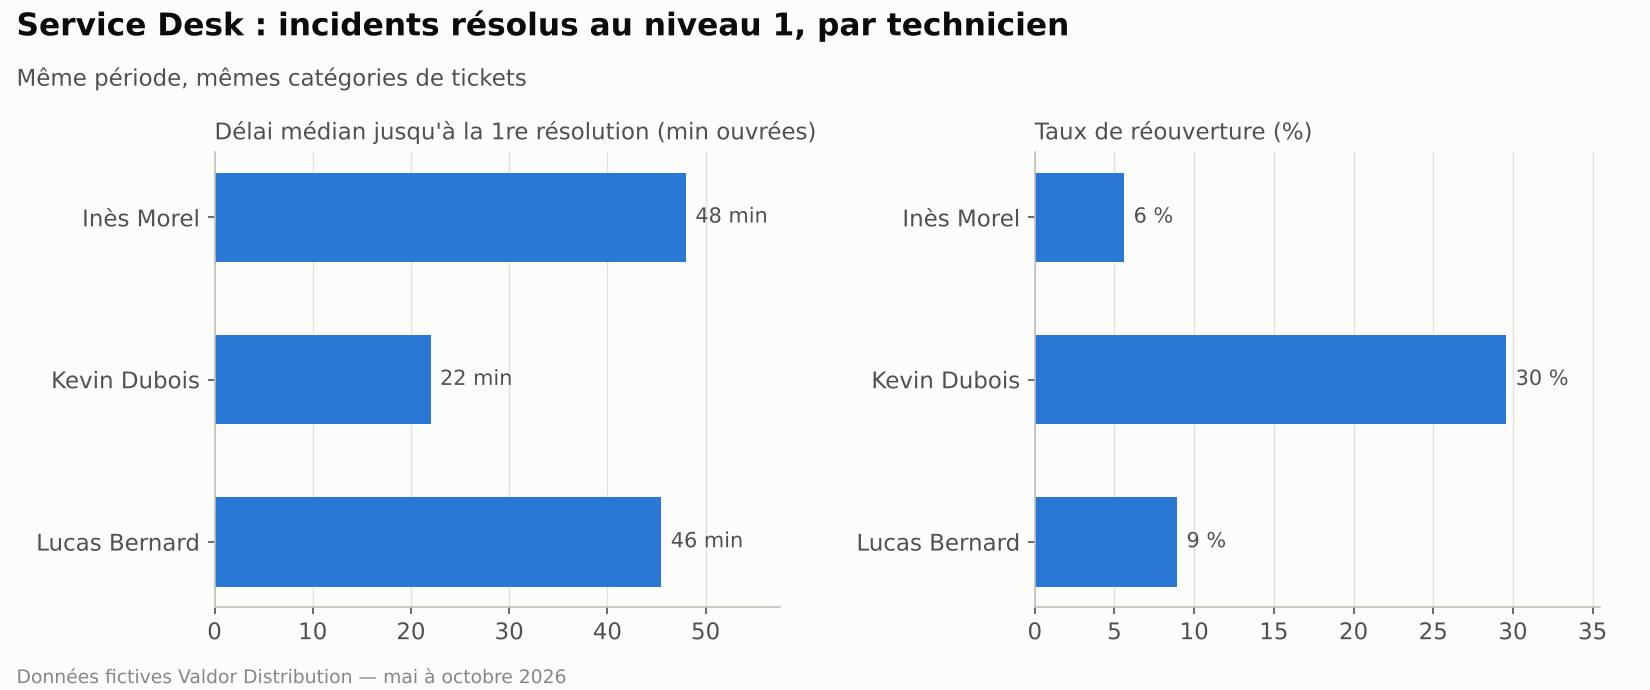 Service Desk : incidents résolus au niveau 1, par technicien
Même période, mêmes catégories de tickets
Délai médian jusqu'à la 1re résolution (min ouvrées)
Inès Morel
48 min
Kevin Dubois
22 min
Lucas Bernard
46 min
0 10 20 30 40 50
Taux de réouverture (%)
Inès Morel
6 %
Kevin Dubois
30 %
Lucas Bernard
9 %
0 5 10 15 20 25 30 35
Données fictives Valdor Distribution — mai à octobre 2026